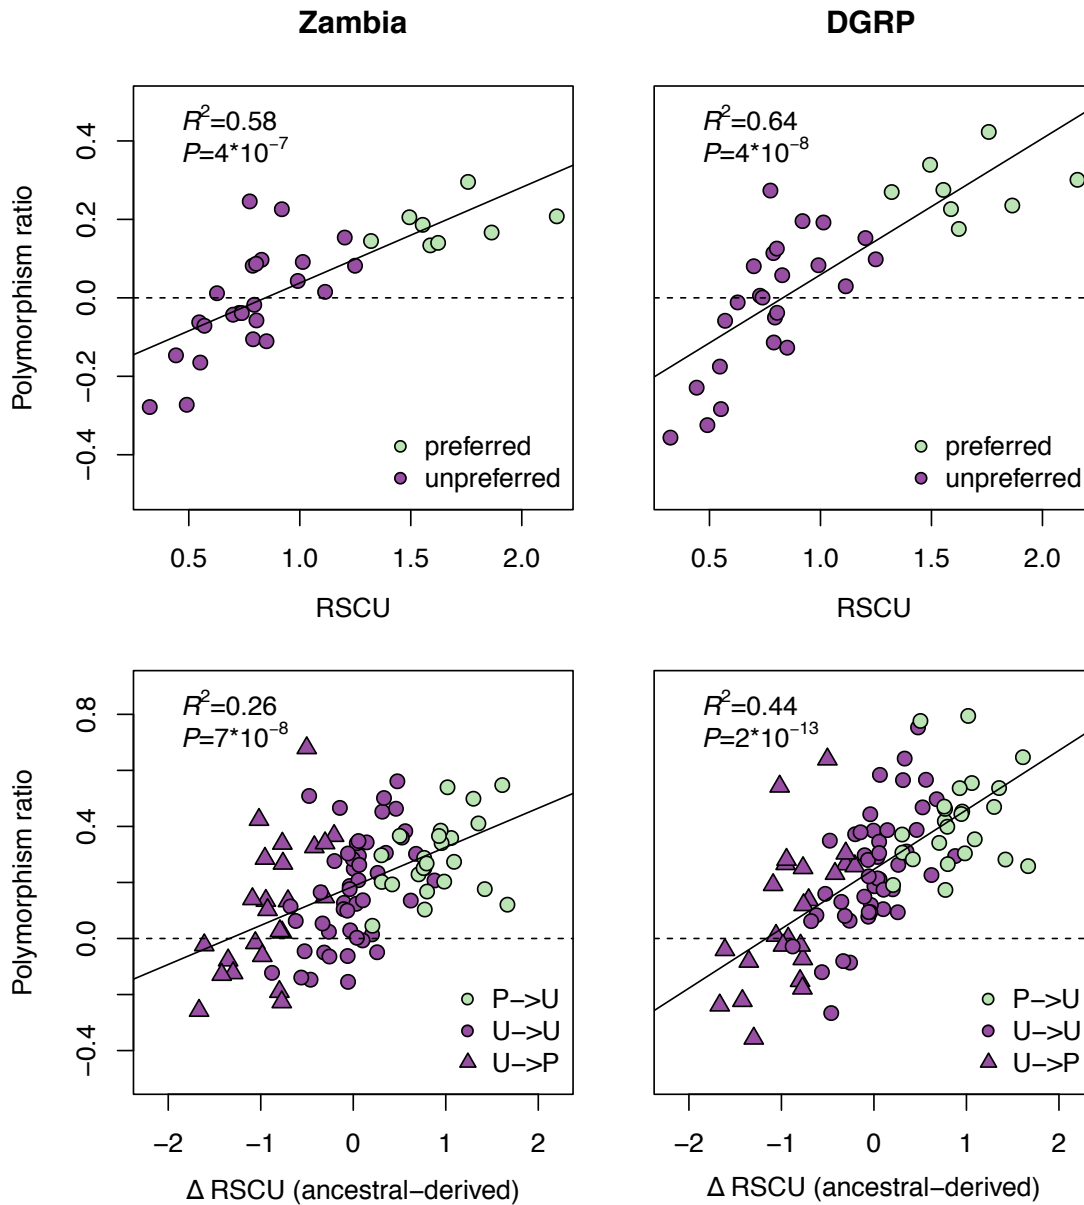 Zambia
DGRP
R²=0.58
P=4*10⁻⁷
R²=0.64
P=4*10⁻⁸
Polymorphism ratio
0.4
0.2
0.0
−0.2
−0.4
preferred
unpreferred
preferred
unpreferred
0.5 1.0 1.5 2.0
0.5 1.0 1.5 2.0
RSCU
RSCU
R²=0.26
P=7*10⁻⁸
R²=0.44
P=2*10⁻¹³
Polymorphism ratio
0.8
0.4
0.0
−0.4
P−>U
U−>U
U−>P
P−>U
U−>U
U−>P
−2 −1 0 1 2
−2 −1 0 1 2
Δ RSCU (ancestral−derived)
Δ RSCU (ancestral−derived)